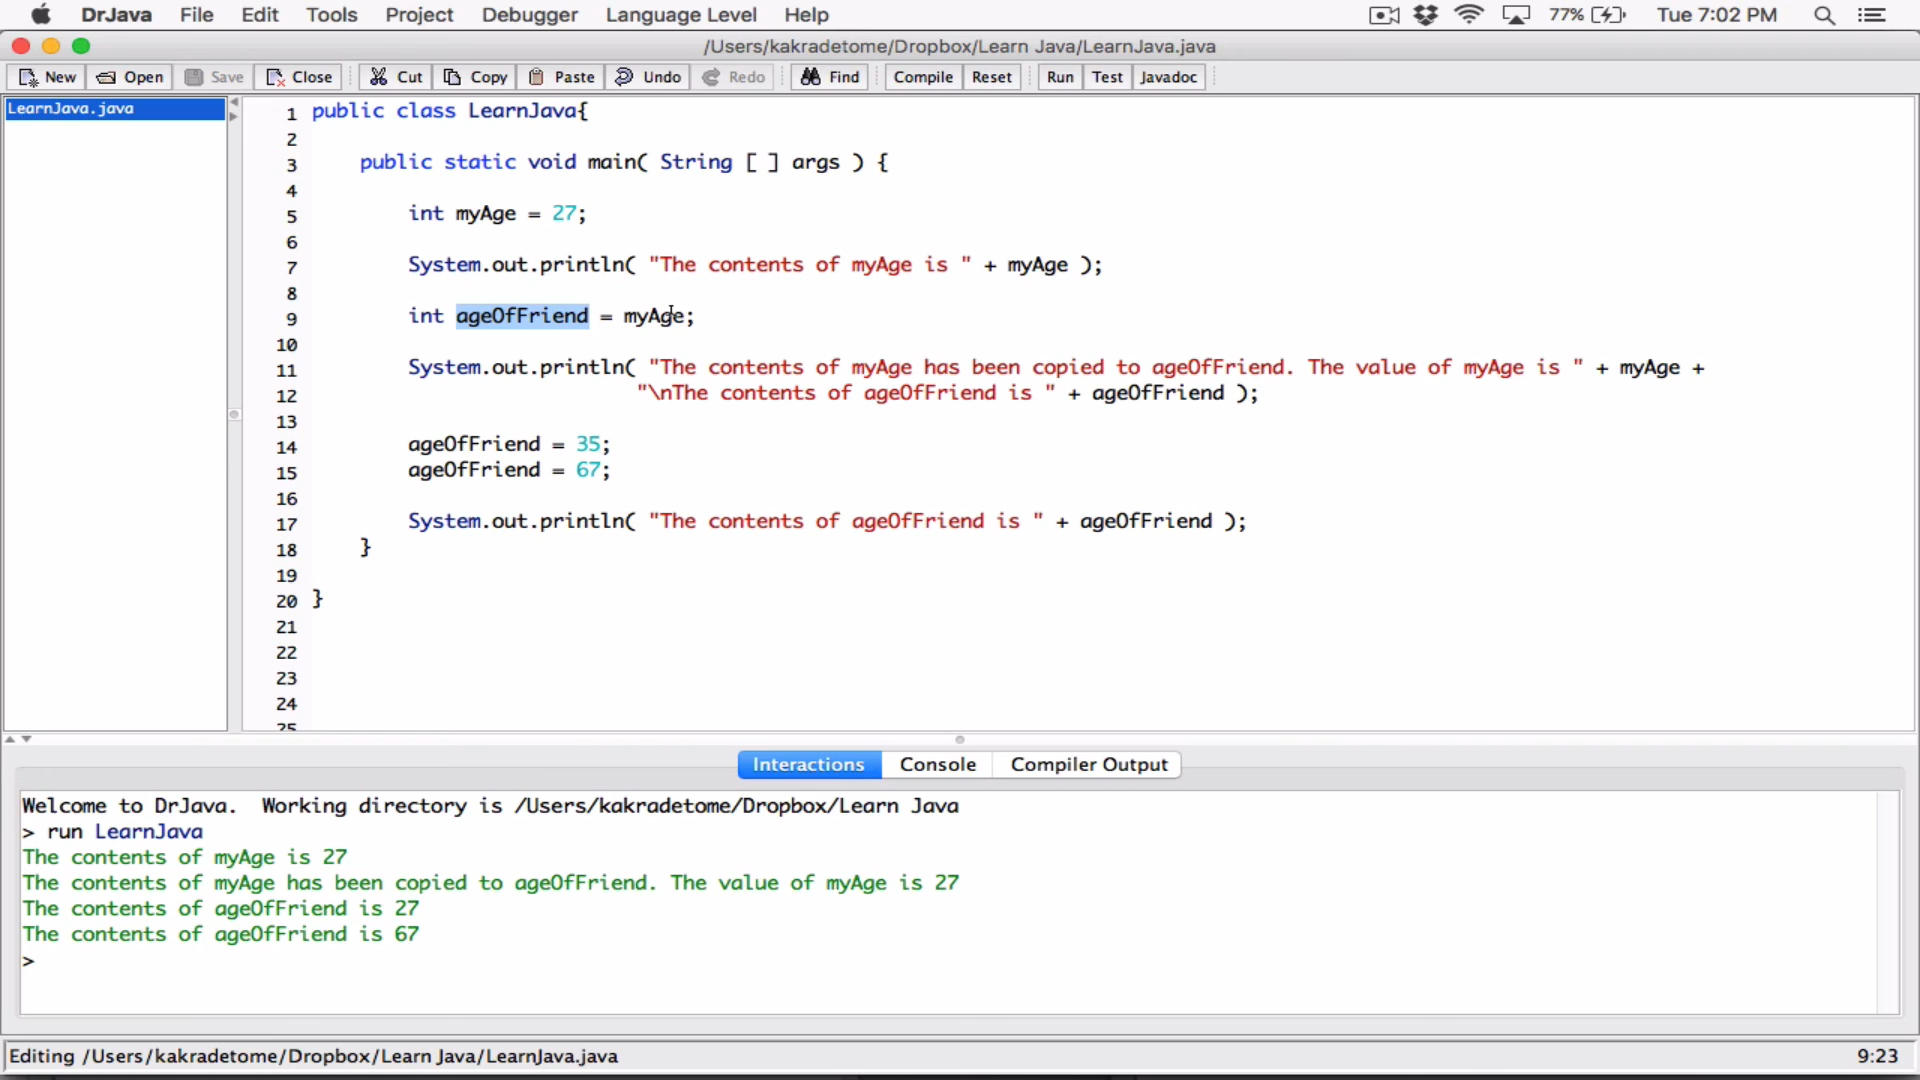 DrJava File Edit Tools Project Debugger Language Level Help 77% Tue 7:02 PM
/Users/kakradetome/Dropbox/Learn Java/LearnJava.java
New Open Save Close Cut Copy Paste Undo Redo Find Compile Reset Run Test Javadoc
LearnJava.java
1 public class LearnJava{
2
3 public static void main( String [ ] args ) {
4
5 int myAge = 27;
6
7 System.out.println( "The contents of myAge is " + myAge );
8
9 int ageOfFriend = myAge;
10
11 System.out.println( "The contents of myAge has been copied to ageOfFriend. The value of myAge is " + myAge +
12 "\nThe contents of ageOfFriend is " + ageOfFriend );
13
14 ageOfFriend = 35;
15 ageOfFriend = 67;
16
17 System.out.println( "The contents of ageOfFriend is " + ageOfFriend );
18 }
19
20 }
21
22
23
24
25
Interactions Console Compiler Output
Welcome to DrJava.  Working directory is /Users/kakradetome/Dropbox/Learn Java
> run LearnJava
The contents of myAge is 27
The contents of myAge has been copied to ageOfFriend. The value of myAge is 27
The contents of ageOfFriend is 27
The contents of ageOfFriend is 67
>
Editing /Users/kakradetome/Dropbox/Learn Java/LearnJava.java 9:23